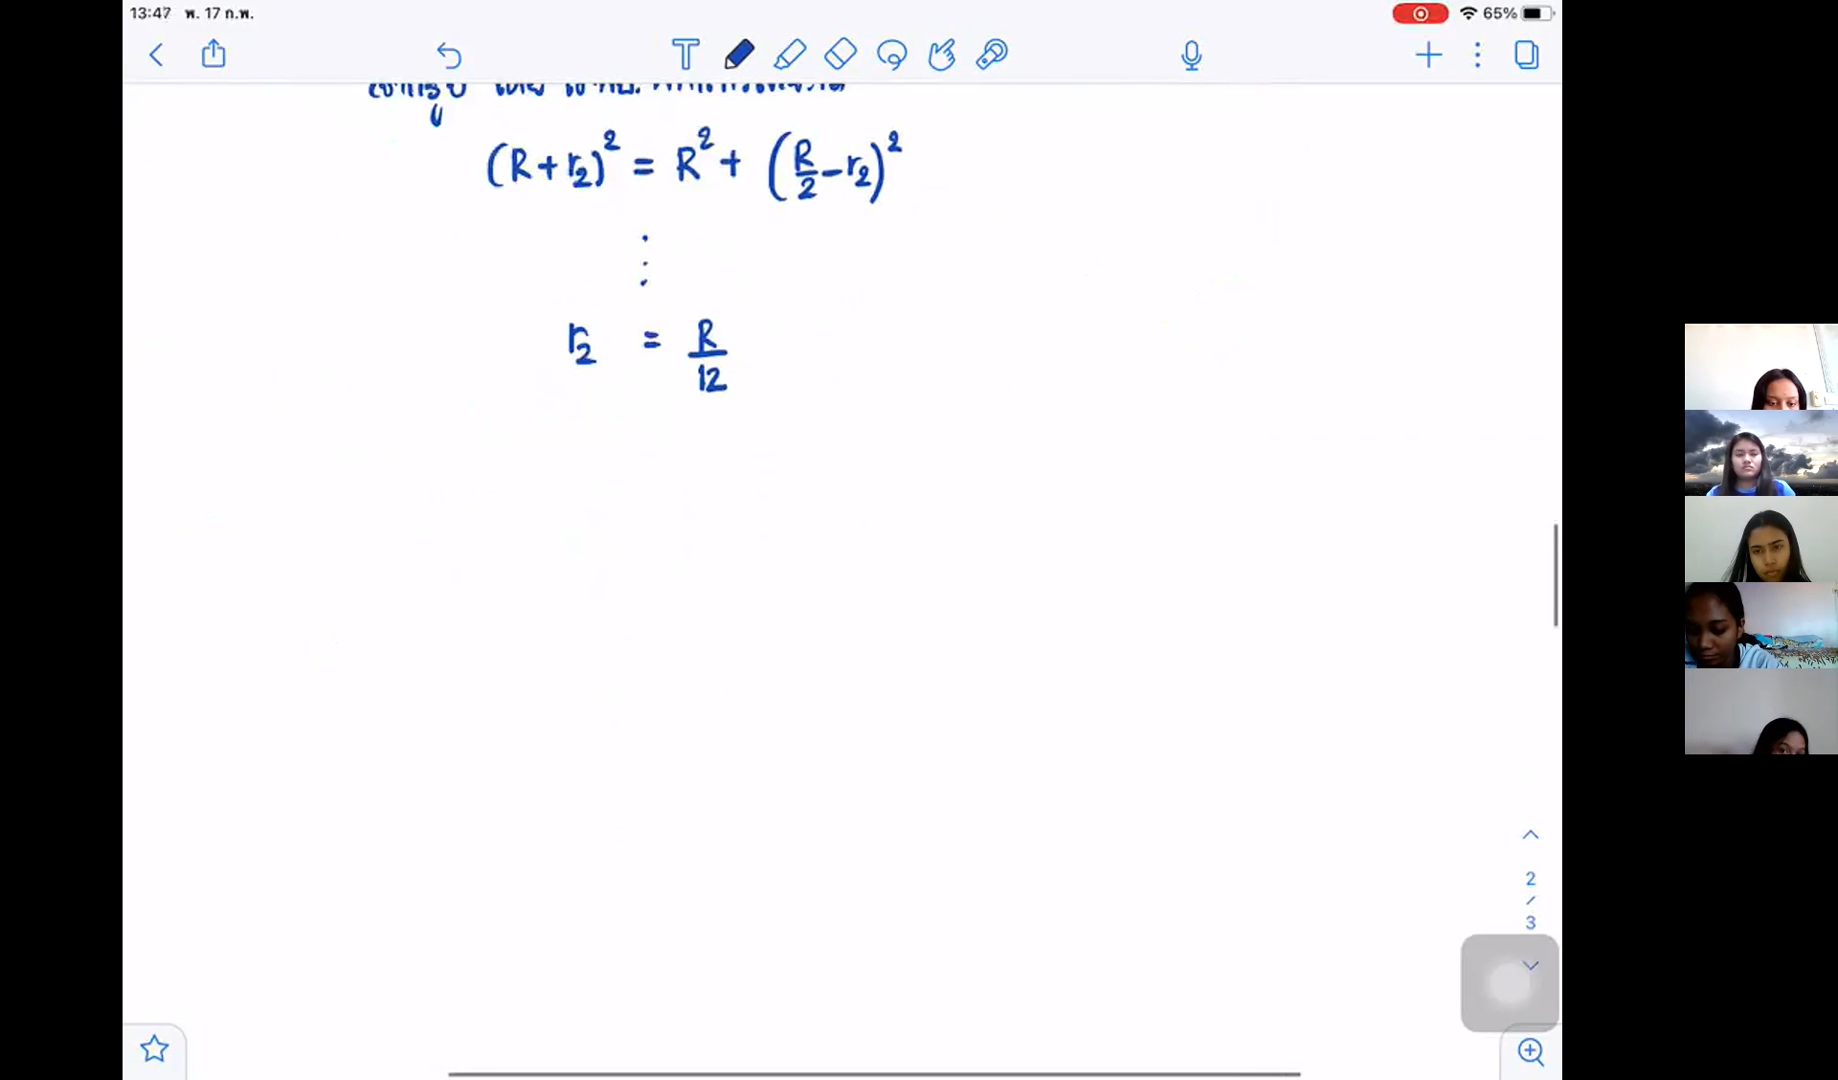 13:47 พ. 17 ก.พ.
65%
T
(R+r₂)² = R² + (R/2 - r₂)²
⋮
r₂ = R/12
2
/
3